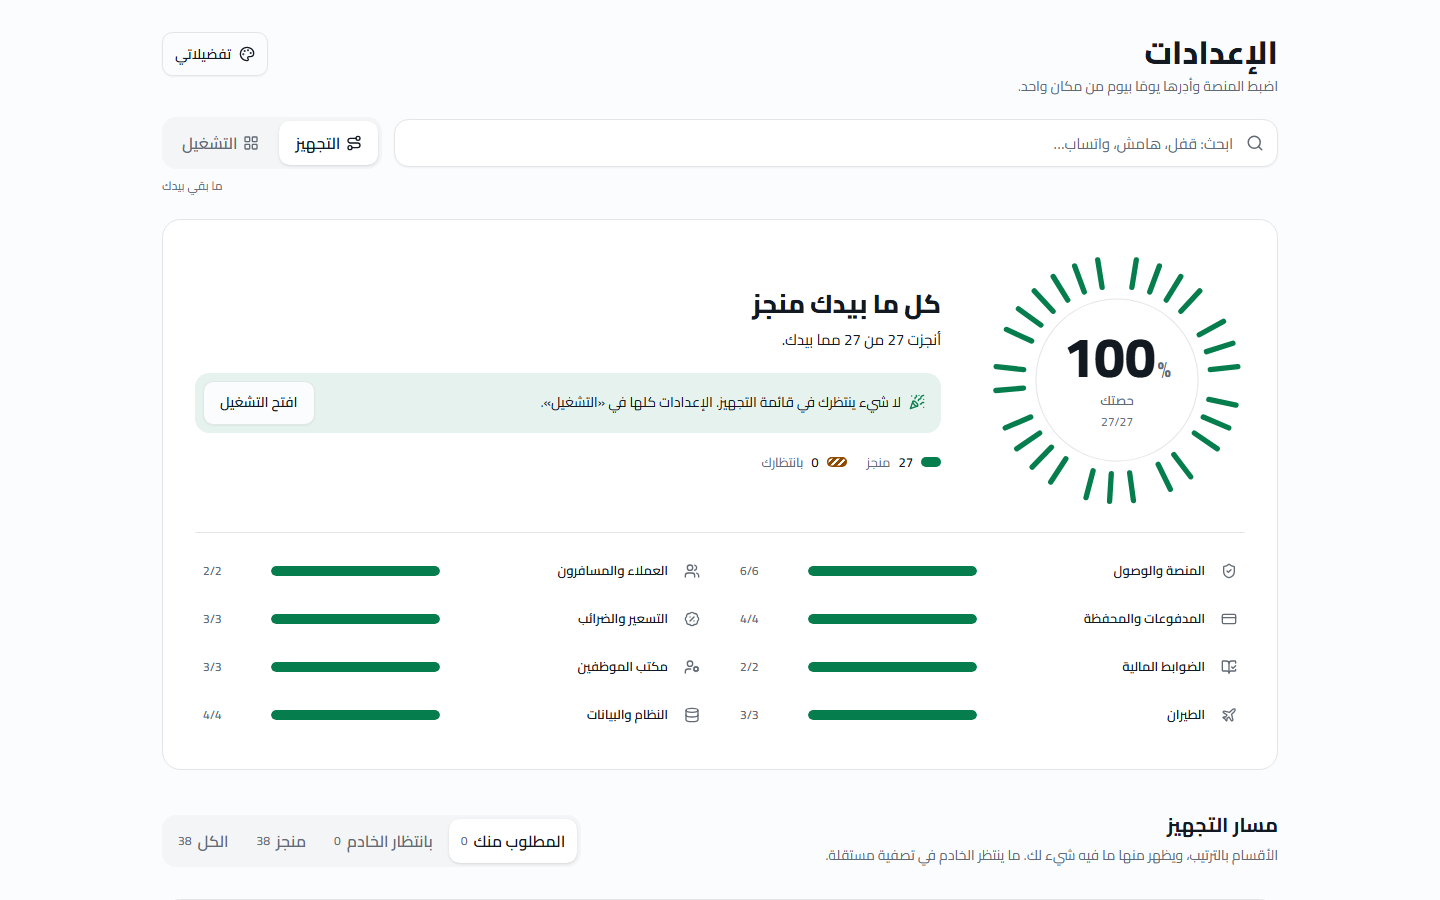 الإعدادات
اضبط المنصة وأدِرها يومًا بيوم من مكان واحد.
تفضيلاتي
ابحث: قفل، هامش، واتساب...
التجهيز
التشغيل
ما بقي بيدك
100%
حصتك
27/27
كل ما بيدك منجز
أنجزت 27 من 27 مما بيدك.
لا شيء ينتظرك في قائمة التجهيز. الإعدادات كلها في «التشغيل».
افتح التشغيل
27 منجز
0 بانتظارك
المنصة والوصول 6/6
العملاء والمسافرون 2/2
المدفوعات والمحفظة 4/4
التسعير والضرائب 3/3
الضوابط المالية 2/2
مكتب الموظفين 3/3
الطيران 3/3
النظام والبيانات 4/4
مسار التجهيز
الأقسام بالترتيب، ويظهر منها ما فيه شيء لك. ما ينتظر الخادم في تصفية مستقلة.
المطلوب منك 0
بانتظار الخادم 0
منجز 38
الكل 38